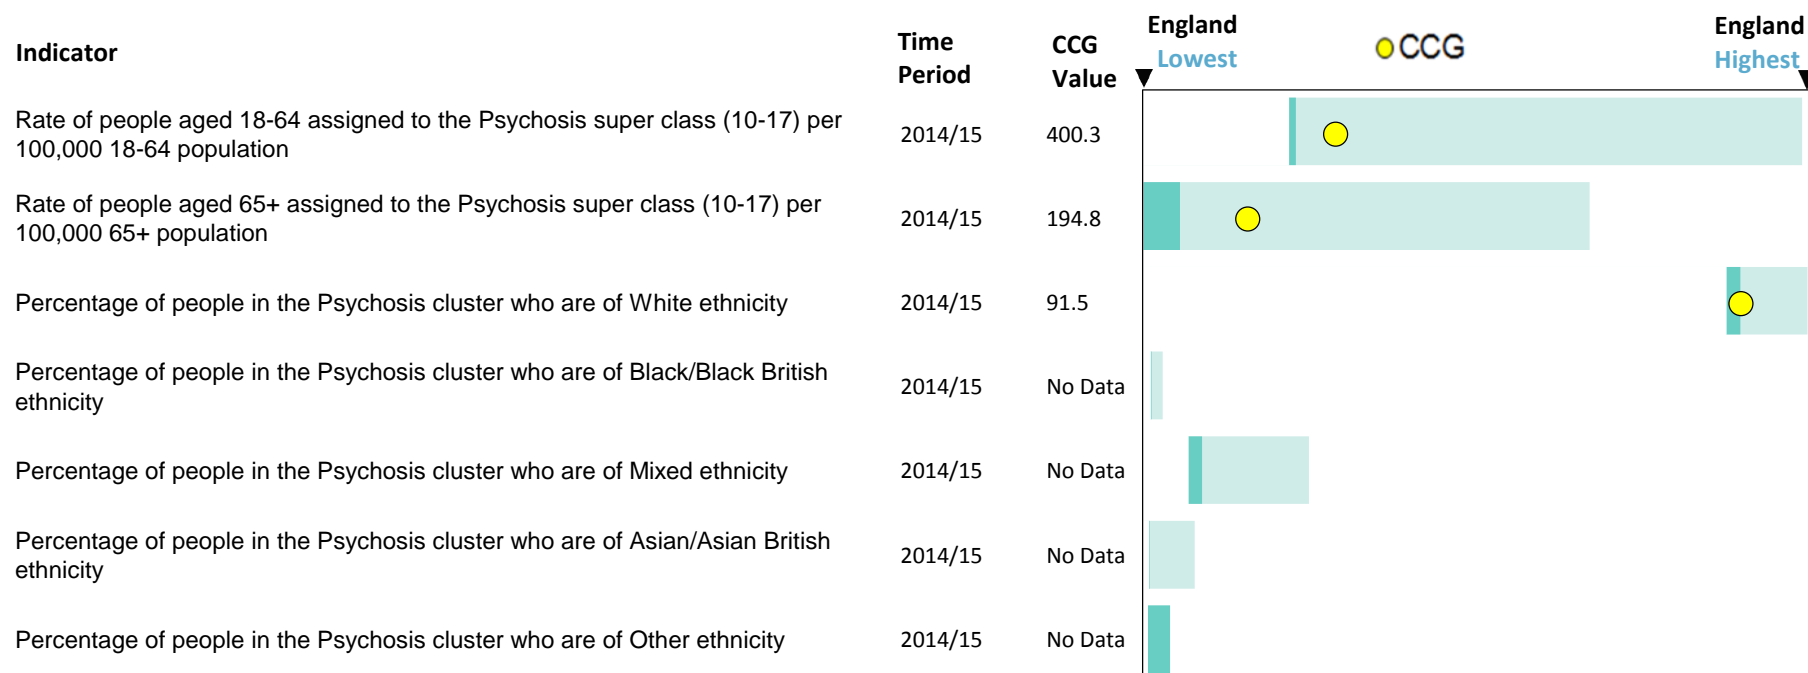 Indicator
Time
Period
CCG
Value
England
Lowest
CCG
England
Highest
Rate of people aged 18-64 assigned to the Psychosis super class (10-17) per
100,000 18-64 population
2014/15
400.3
Rate of people aged 65+ assigned to the Psychosis super class (10-17) per
100,000 65+ population
2014/15
194.8
Percentage of people in the Psychosis cluster who are of White ethnicity
2014/15
91.5
Percentage of people in the Psychosis cluster who are of Black/Black British
ethnicity
2014/15
No Data
Percentage of people in the Psychosis cluster who are of Mixed ethnicity
2014/15
No Data
Percentage of people in the Psychosis cluster who are of Asian/Asian British
ethnicity
2014/15
No Data
Percentage of people in the Psychosis cluster who are of Other ethnicity
2014/15
No Data